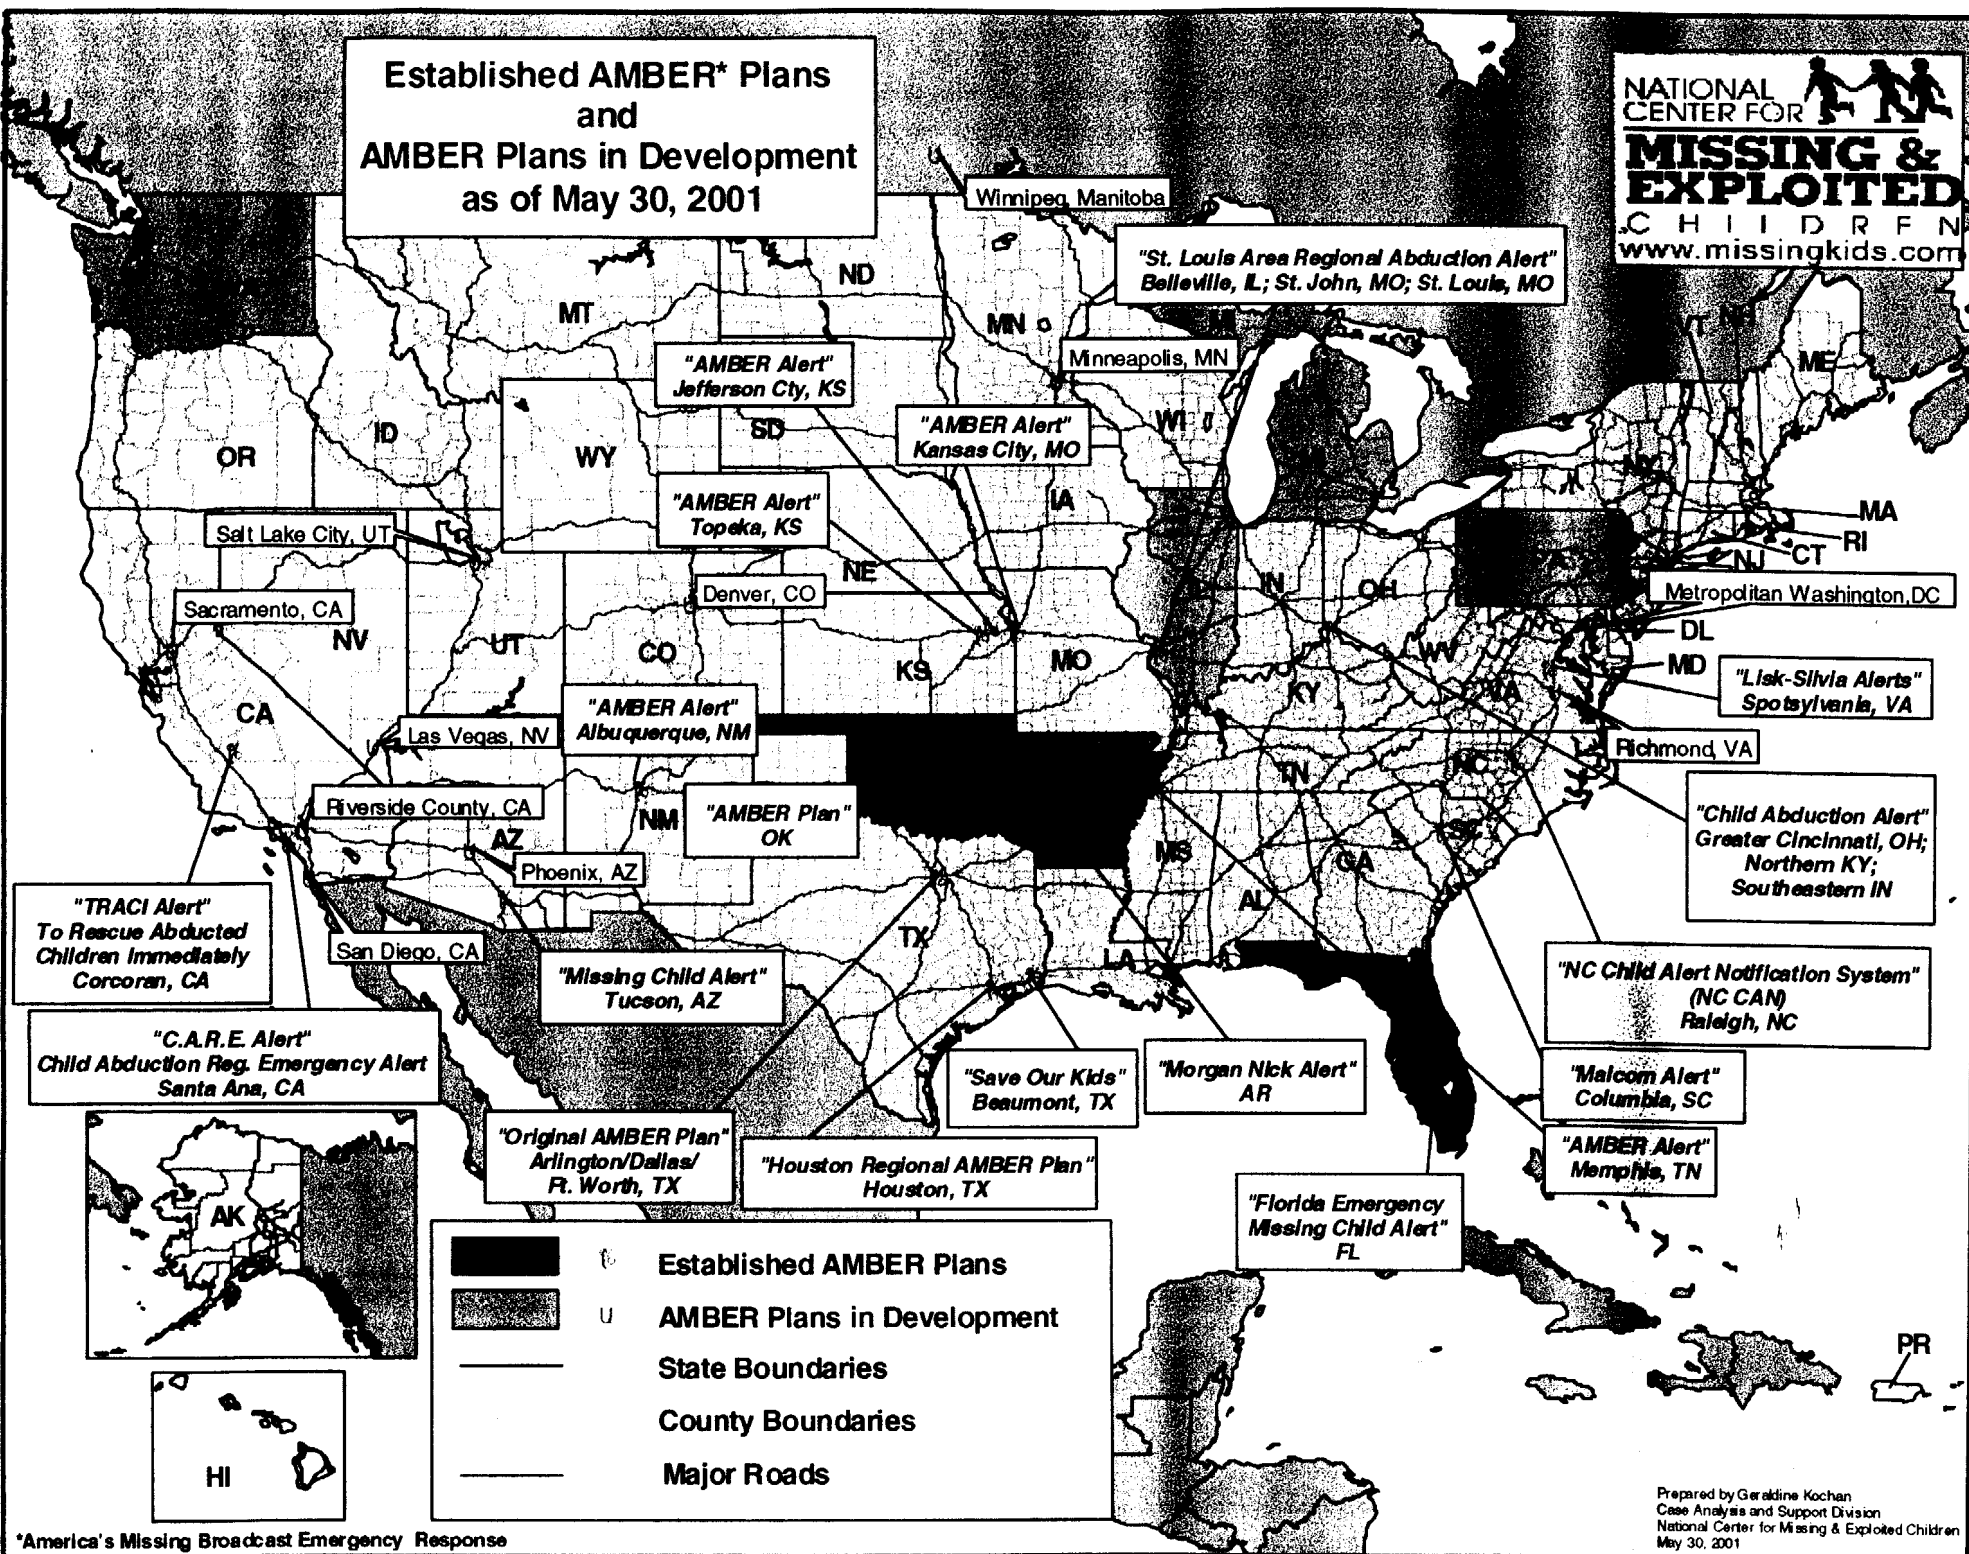 Established AMBER* Plans
and
AMBER Plans in Development
as of May 30, 2001
NATIONAL
CENTER FOR
MISSING &
EXPLOITED
CHIIDRFN
www.missingkids.com
Winnipeg, Manitoba
"St. Louis Area Regional Abduction Alert"
Belleville, IL; St. John, MO; St. Louis, MO
Minneapolis, MN
"AMBER Alert"
Jefferson Cty, KS
"AMBER Alert"
Kansas City, MO
"AMBER Alert"
Topeka, KS
Salt Lake City, UT
Denver, CO
Sacramento, CA
Metropolitan Washington,DC
"Lisk-Silvia Alerts"
Spotsylvania, VA
Richmond, VA
"AMBER Alert"
Albuquerque, NM
Las Vegas, NV
Riverside County, CA
"AMBER Plan"
OK
"Child Abduction Alert"
Greater Cincinnati, OH;
Northern KY;
Southeastern IN
Phoenix, AZ
"TRACI Alert"
To Rescue Abducted
Children Immediately
Corcoran, CA
San Diego, CA
"Missing Child Alert"
Tucson, AZ
"NC Child Alert Notification System"
(NC CAN)
Raleigh, NC
"C.A.R.E. Alert"
Child Abduction Reg. Emergency Alert
Santa Ana, CA
"Save Our Kids"
Beaumont, TX
"Morgan Nick Alert"
AR
"Malcom Alert"
Columbia, SC
"Original AMBER Plan"
Arlington/Dallas/
Ft. Worth, TX
"Houston Regional AMBER Plan"
Houston, TX
"AMBER Alert"
Memphis, TN
"Florida Emergency
Missing Child Alert"
FL
MT
ND
MN
MI
VT
NH
ME
OR
ID
WY
SD
WI
NY
IA
MA
RI
CT
NJ
NE
IN
OH
PA
DL
MD
NV
UT
CO
KS
MO
KY
WV
VA
CA
AZ
NM
TN
NC
SC
MS
AL
GA
TX
LA
AK
HI
PR
Established AMBER Plans
AMBER Plans in Development
State Boundaries
County Boundaries
Major Roads
*America's Missing Broadcast Emergency Response
Prepared by Geraldine Kochan
Case Analysis and Support Division
National Center for Missing & Exploited Children
May 30, 2001